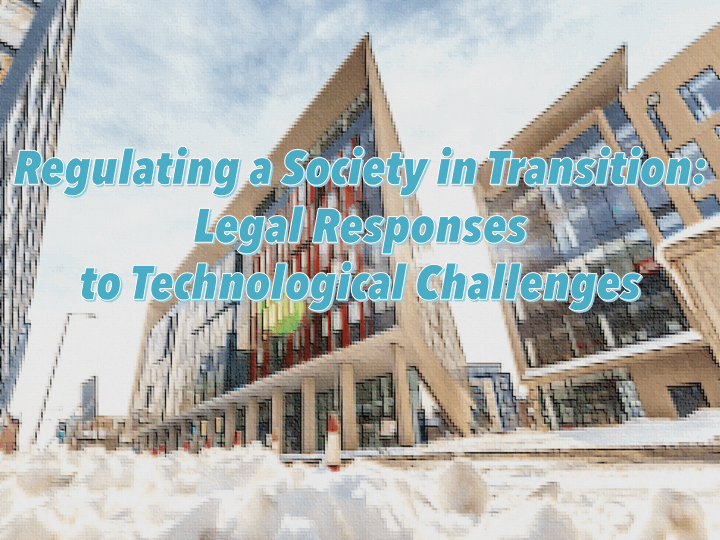 Regulating a Society in Transition:
Legal Responses
to Technological Challenges